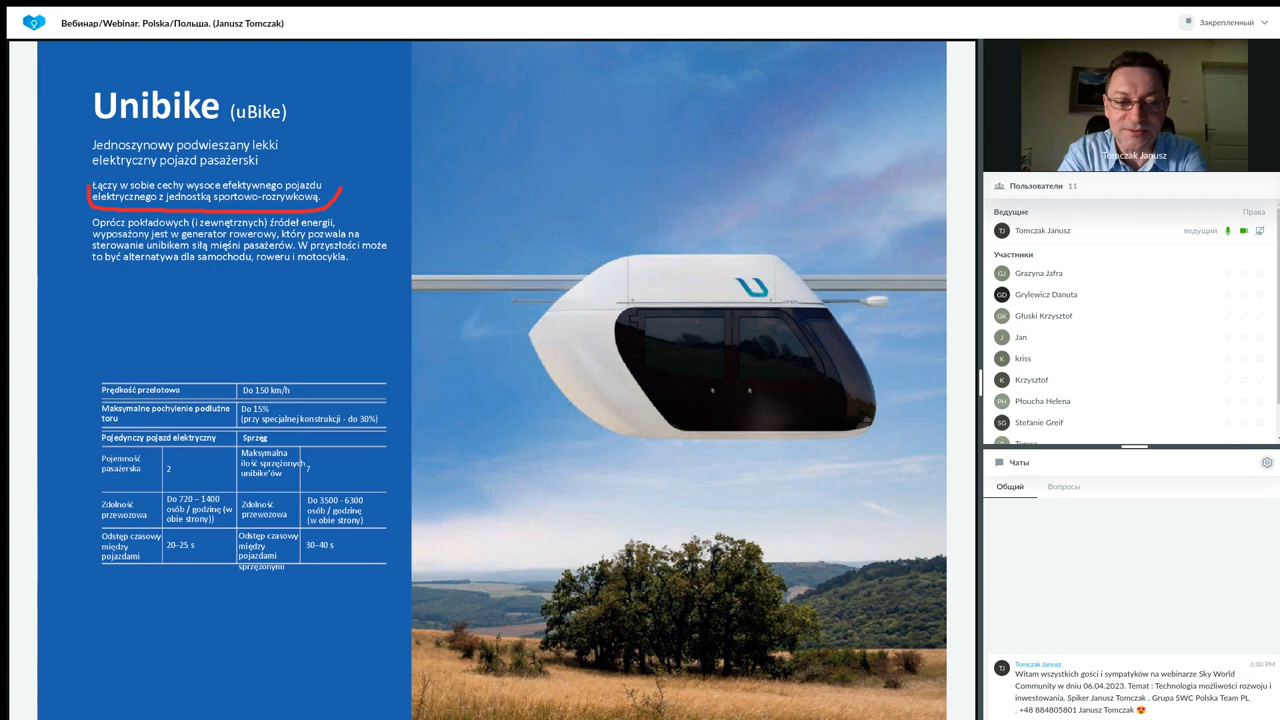 Вебинар/Webinar. Polska/Польша. (Janusz Tomczak)
Закрепленный
Unibike (uBike)
Jednoszynowy podwieszany lekki
elektryczny pojazd pasażerski
Łączy w sobie cechy wysoce efektywnego pojazdu
elektrycznego z jednostką sportowo-rozrywkową.
Oprócz pokładowych (i zewnętrznych) źródeł energii,
wyposażony jest w generator rowerowy, który pozwala na
sterowanie unibikem siłą mięśni pasażerów. W przyszłości może
to być alternatywa dla samochodu, roweru i motocykla.
Prędkość przelotowa
Do 150 km/h
Maksymalne pochylenie podłużne
toru
Do 15%
(przy specjalnej konstrukcji - do 30%)
Pojedynczy pojazd elektryczny
Sprzęg
Pojemność
pasażerska
2
Maksymalna
ilość sprzężonych
unibike'ów
7
Zdolność
przewozowa
Do 720 – 1400
osób / godzinę (w
obie strony))
Zdolność
przewozowa
Do 3500 - 6300
osób / godzinę
(w obie strony)
Odstęp czasowy
między
pojazdami
20–25 s
Odstęp czasowy
między
pojazdami
sprzężonymi
30–40 s
Tomczak Janusz
Пользователи 11
Ведущие Права
TJ Tomczak Janusz ведущий
Участники
GJ Grazyna Jafra
GD Grylewicz Danuta
GK Głuski Krzysztof
J Jan
K kriss
K Krzysztof
PH Płoucha Helena
SG Stefanie Greif
Чаты
Общий Вопросы
TJ Tomczak Janusz 6:00 PM
Witam wszystkich gości i sympatyków na webinarze Sky World
Community w dniu 06.04.2023. Temat : Technologia możliwości rozwoju i
inwestowania. Spiker Janusz Tomczak . Grupa SWC Polska Team PL
. +48 884805801 Janusz Tomczak 😍